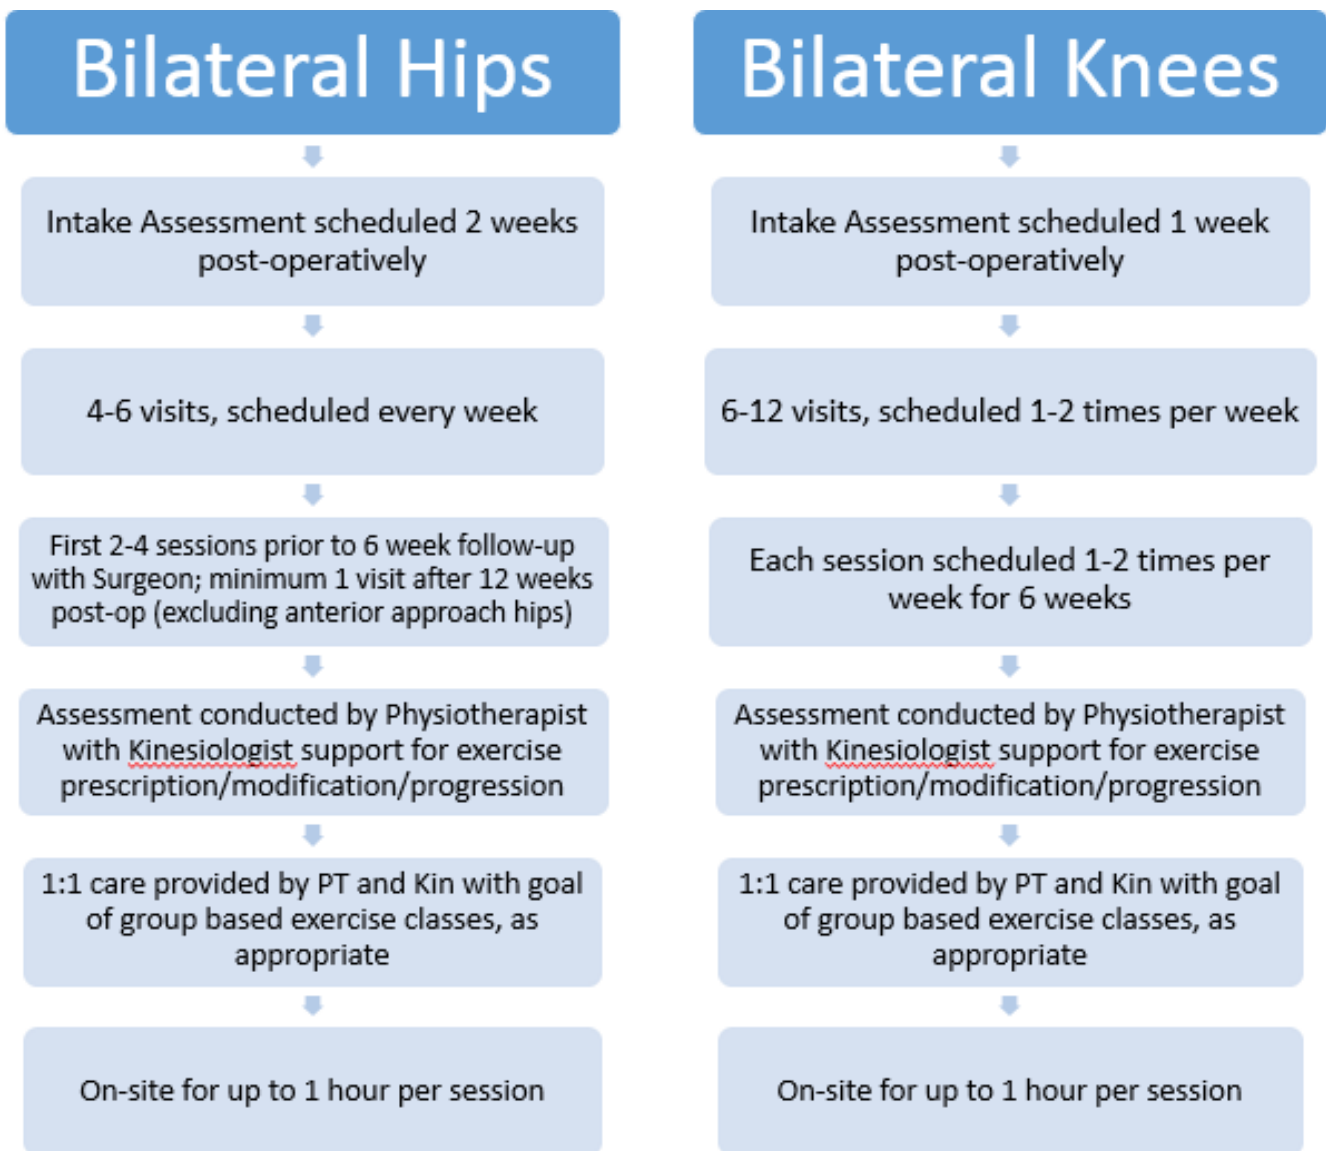 Bilateral Hips
Intake Assessment scheduled 2 weeks
post-operatively
4-6 visits, scheduled every week
First 2-4 sessions prior to 6 week follow-up
with Surgeon; minimum 1 visit after 12 weeks
post-op (excluding anterior approach hips)
Assessment conducted by Physiotherapist
with Kinesiologist support for exercise
prescription/modification/progression
1:1 care provided by PT and Kin with goal
of group based exercise classes, as
appropriate
On-site for up to 1 hour per session
Bilateral Knees
Intake Assessment scheduled 1 week
post-operatively
6-12 visits, scheduled 1-2 times per week
Each session scheduled 1-2 times per
week for 6 weeks
Assessment conducted by Physiotherapist
with Kinesiologist support for exercise
prescription/modification/progression
1:1 care provided by PT and Kin with goal
of group based exercise classes, as
appropriate
On-site for up to 1 hour per session